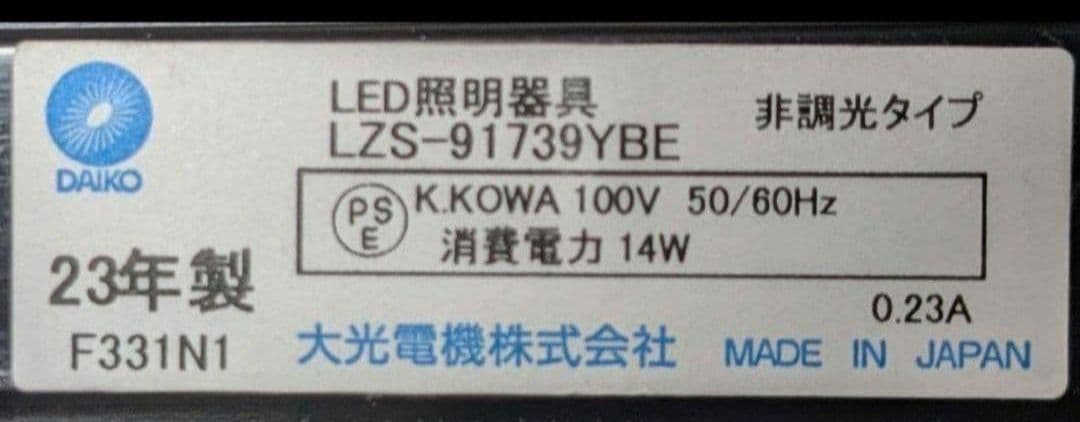 DAIKO
LED照明器具
LZS-91739YBE
非調光タイプ
PS
E
K.KOWA 100V 50/60Hz
消費電力 14W
23年製
F331N1
0.23A
大光電機株式会社 MADE IN JAPAN